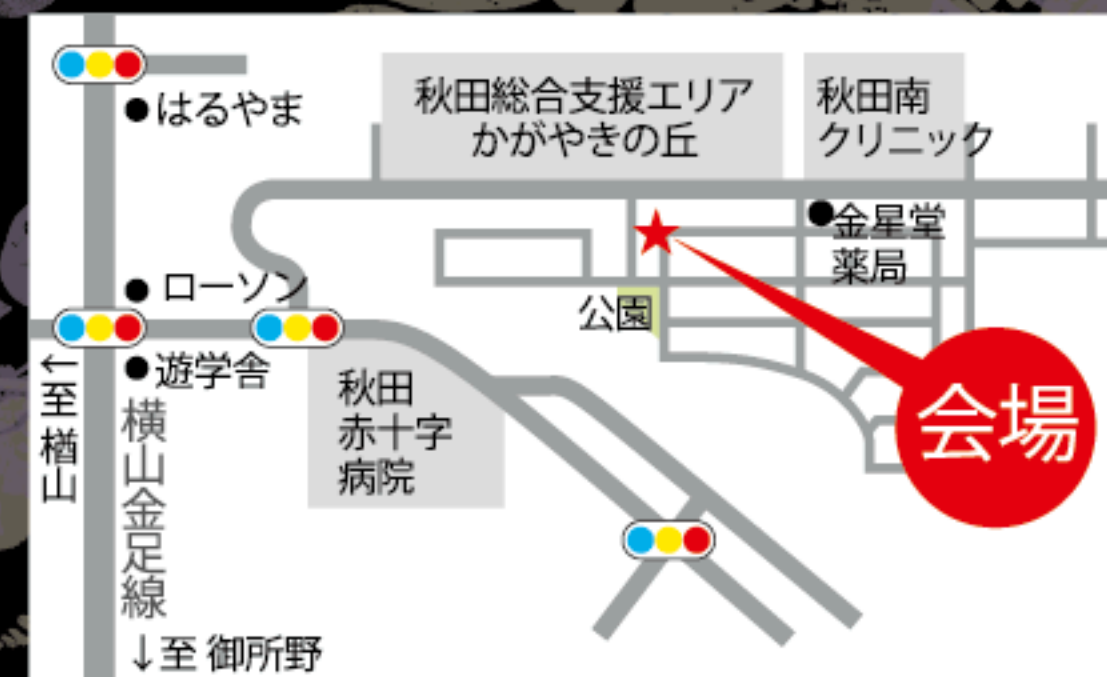 はるやま
秋田総合支援エリア
かがやきの丘
秋田南
クリニック
金星堂
薬局
ローソン
公園
遊学舎
←至 楢山
横山金足線
秋田
赤十字
病院
会場
↓至 御所野